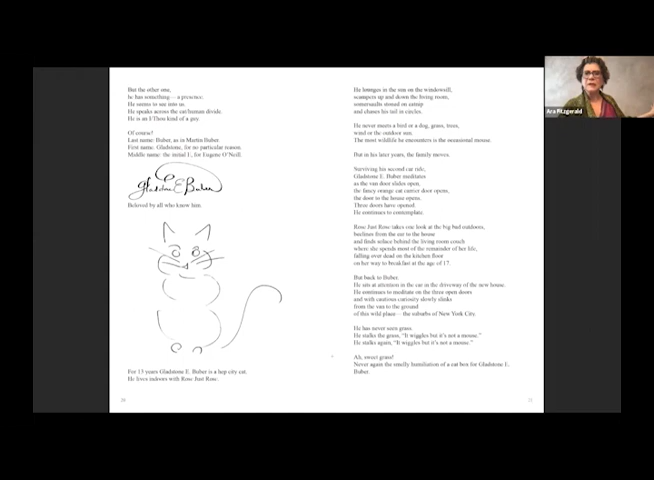 But the other one,
he has something — a presence.
He seems to see into us.
He speaks across the cat/human divide.
He is an I/Thou kind of a guy.
Of course!
Last name: Buber, as in Martin Buber.
First name: Gladstone, for no particular reason.
Middle name: the initial E, for Eugene O'Neill.
Gladstone E Buber
Beloved by all who know him.
For 13 years Gladstone E. Buber is a hep city cat.
He lives indoors with Rose Just Rose.
He lounges in the sun on the windowsill,
scampers up and down the living room,
somersaults stoned on catnip
and chases his tail in circles.
He never meets a bird or a dog, grass, trees,
wind or the outdoor sun.
The most wildlife he encounters is the occasional mouse.
But in his later years, the family moves.
Surviving his second car ride,
Gladstone E. Buber meditates
as the van door slides open,
the fancy orange cat carrier door opens,
the door to the house opens.
Three doors have opened.
He continues to contemplate.
Rose Just Rose takes one look at the big bad outdoors,
beelines from the car to the house
and finds solace behind the living room couch
where she spends most of the remainder of her life,
falling over dead on the kitchen floor
on her way to breakfast at the age of 17.
But back to Buber.
He sits at attention in the car in the driveway of the new house.
He continues to meditate on the three open doors
and with cautious curiosity slowly slinks
from the van to the ground
of this wild place – the suburbs of New York City.
He has never seen grass.
He stalks the grass, "It wiggles but it's not a mouse."
He stalks again, "It wiggles but it's not a mouse."
Ah, sweet grass!
Never again the smelly humiliation of a cat box for Gladstone E.
Buber.
Ara Fitzgerald